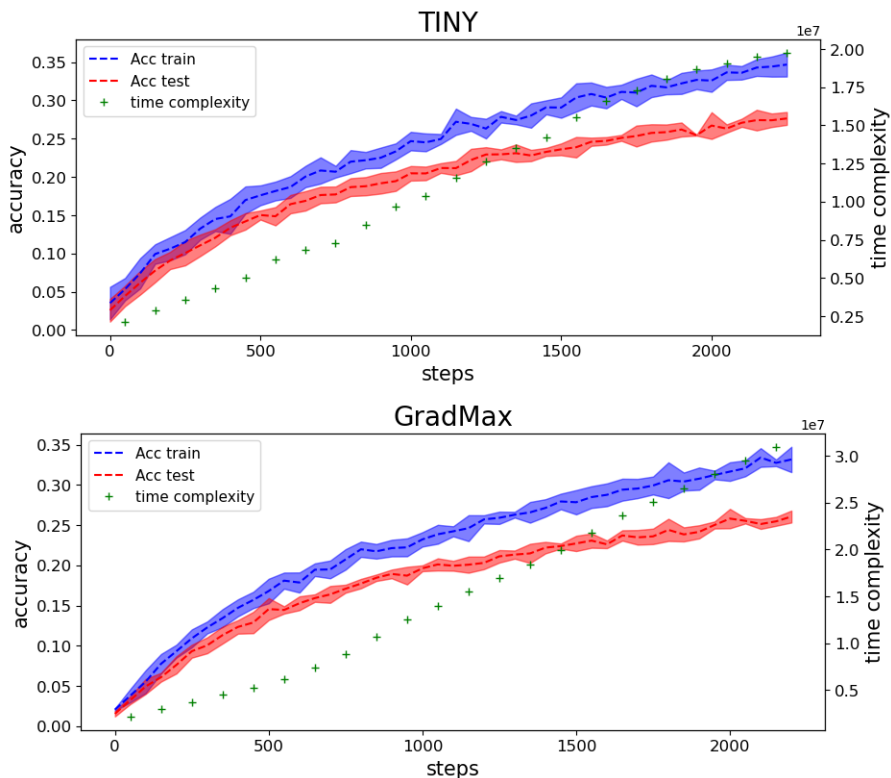 TINY
1e7
Acc train
Acc test
time complexity
0.35
0.30
0.25
0.20
0.15
0.10
0.05
0.00
accuracy
2.00
1.75
1.50
1.25
1.00
0.75
0.50
0.25
time complexity
0 500 1000 1500 2000
steps
GradMax
1e7
Acc train
Acc test
time complexity
0.35
0.30
0.25
0.20
0.15
0.10
0.05
0.00
accuracy
3.0
2.5
2.0
1.5
1.0
0.5
time complexity
0 500 1000 1500 2000
steps